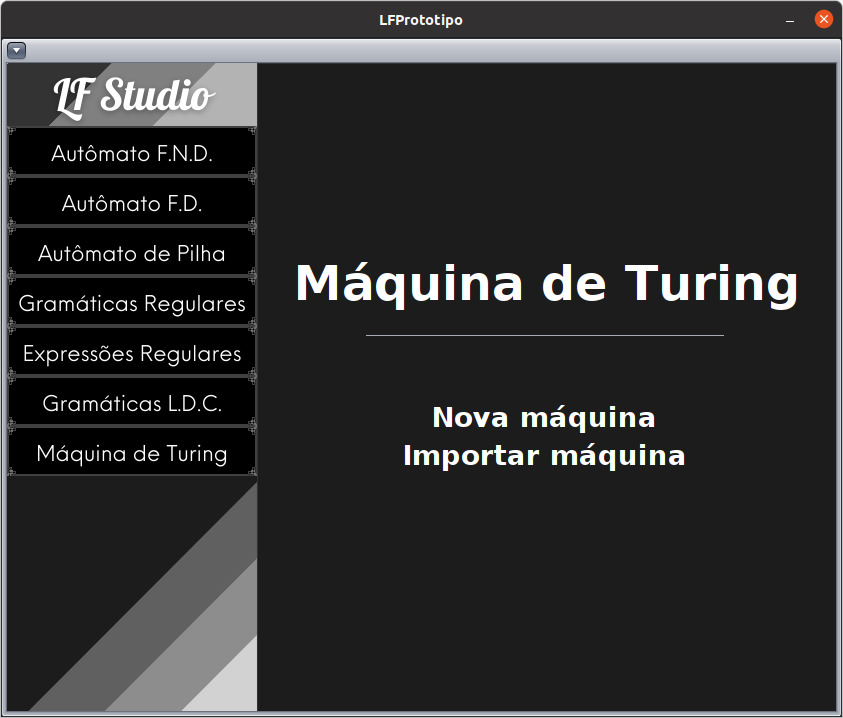 LFPrototipo
LF Studio
Autômato F.N.D.
Autômato F.D.
Autômato de Pilha
Gramáticas Regulares
Expressões Regulares
Gramáticas L.D.C.
Máquina de Turing
Máquina de Turing
Nova máquina
Importar máquina